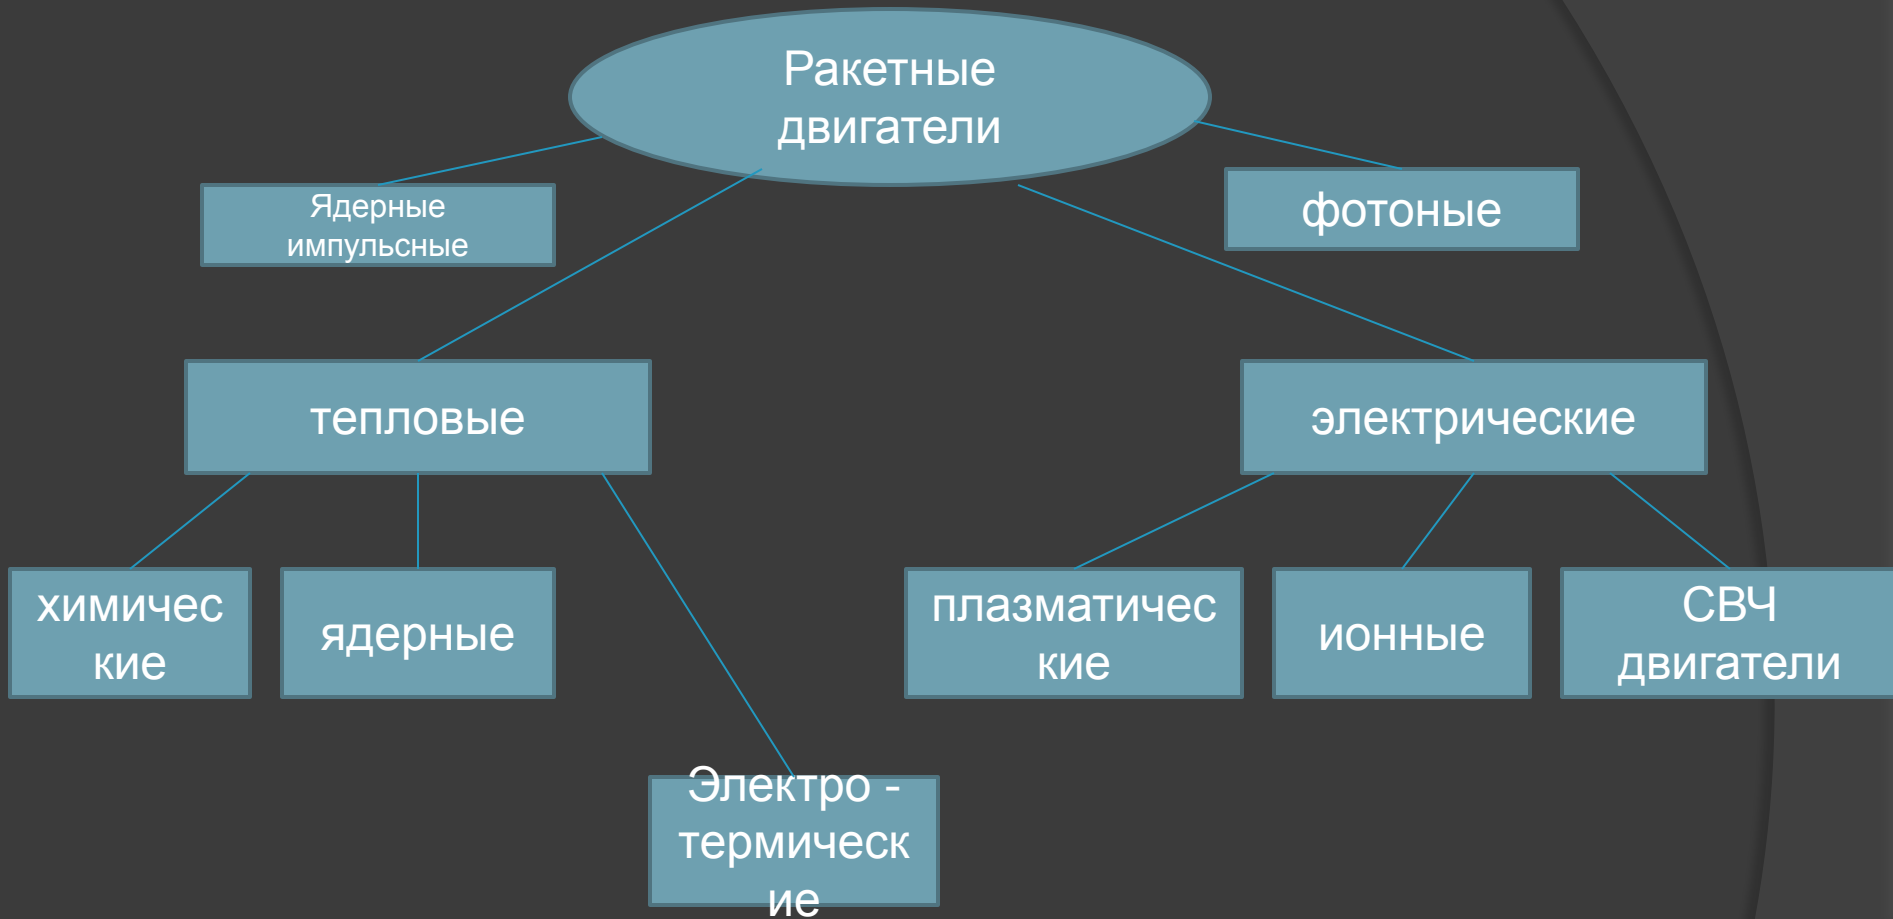 Ракетные
двигатели
Ядерные
импульсные
фотоные
тепловые
электрические
химичес
кие
ядерные
плазматичес
кие
ионные
СВЧ
двигатели
Электро -
термическ
ие